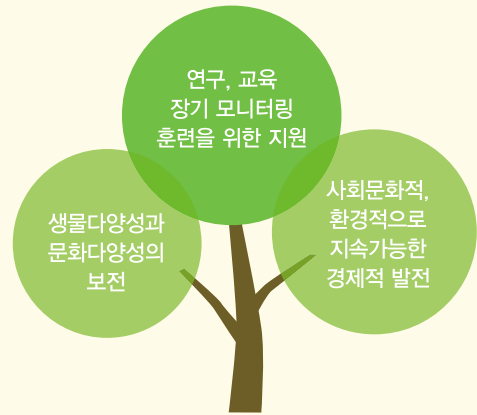 연구, 교육
장기 모니터링
훈련을 위한 지원
생물다양성과
문화다양성의
보전
사회문화적,
환경적으로
지속가능한
경제적 발전